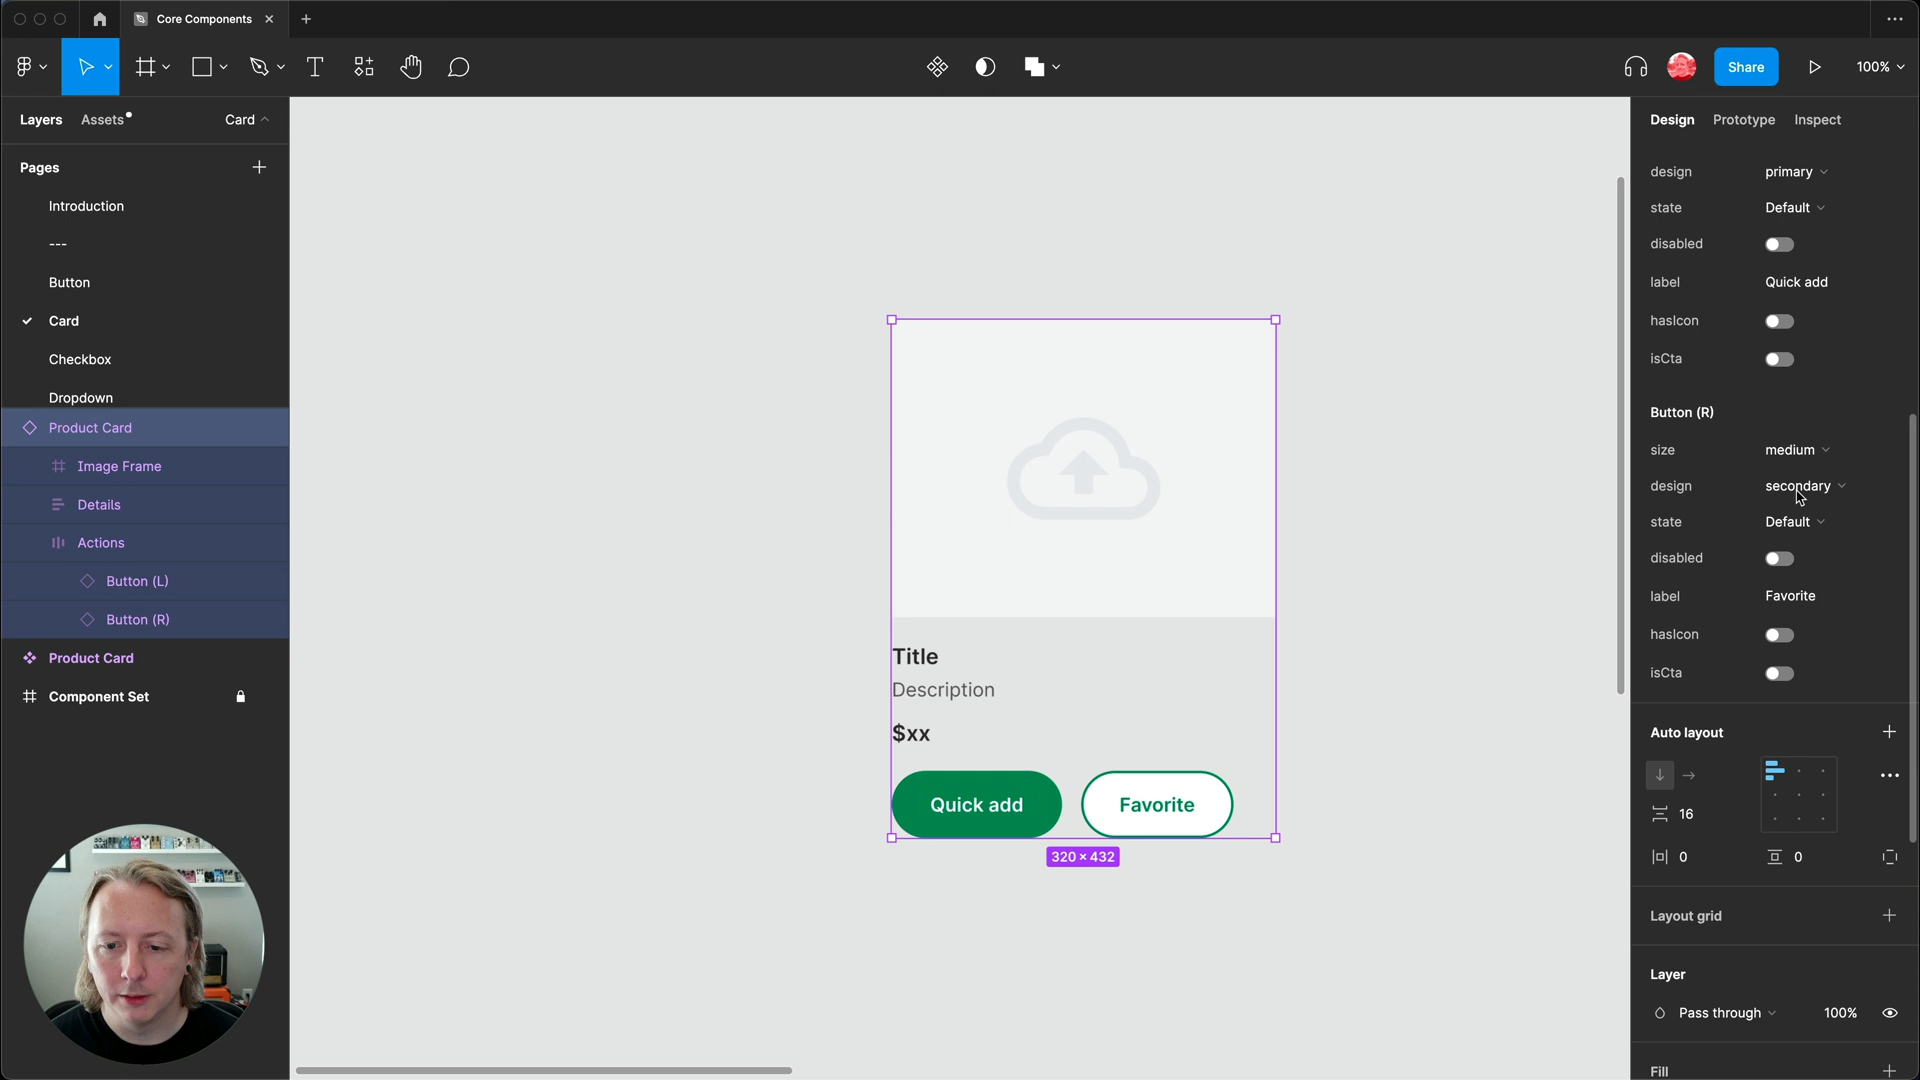 Core Components
Share
100%
Layers
Assets
Card
Pages
Introduction
---
Button
Card
Checkbox
Dropdown
Product Card
Image Frame
Details
Actions
Button (L)
Button (R)
Product Card
Component Set
Title
Description
$xx
Quick add
Favorite
320 × 432
Design
Prototype
Inspect
design
primary
state
Default
disabled
label
Quick add
hasIcon
isCta
Button (R)
size
medium
design
secondary
state
Default
disabled
label
Favorite
hasIcon
isCta
Auto layout
16
0
0
Layout grid
Layer
Pass through
100%
Fill